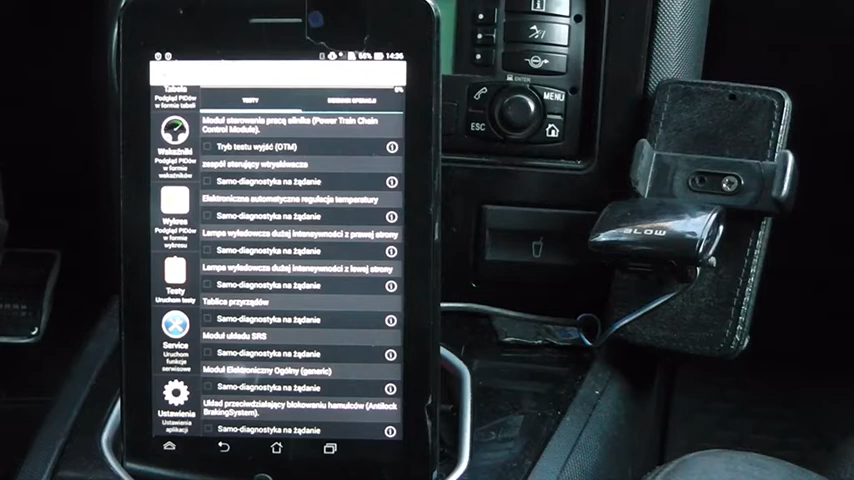 56% 14:36
Tabela
Podgląd PIDów
w formie tabeli
Wskaźniki
Podgląd PIDów
w formie
wskaźników
Wykres
Podgląd PIDów
w formie
wykresu
Testy
Uruchom testy
Service
Uruchom
funkcje
serwisowe
Ustawienia
Ustawienia
aplikacji
0%
TESTY
Moduł sterowania pracą silnika (Power Train Chain
Control Module).
Tryb testu wyjść (OTM)
zespół sterujący wtryskiwacze
Samo-diagnostyka na żądanie
Elektroniczna automatyczna regulacja temperatury
Samo-diagnostyka na żądanie
Lampa wyładowcza dużej intensywności z prawej strony
Samo-diagnostyka na żądanie
Lampa wyładowcza dużej intensywności z lewej strony
Samo-diagnostyka na żądanie
Tablica przyrządów
Samo-diagnostyka na żądanie
Moduł układu SRS
Samo-diagnostyka na żądanie
Moduł Elektroniczny Ogólny (generic)
Samo-diagnostyka na żądanie
Układ przeciwdziałający blokowaniu hamulców (Antilock
BrakingSystem).
Samo-diagnostyka na żądanie
ENTER
MENU
ESC
BLOW